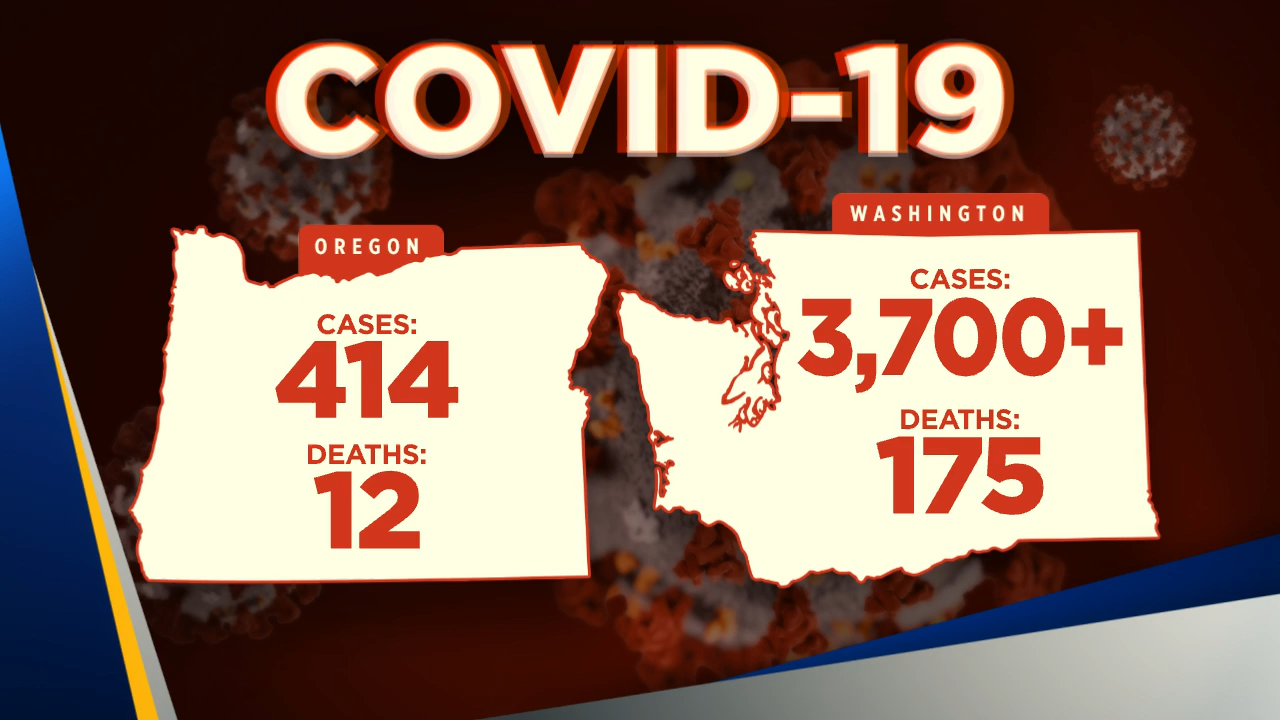 COVID-19
OREGON
CASES:
414
DEATHS:
12
WASHINGTON
CASES:
3,700+
DEATHS:
175